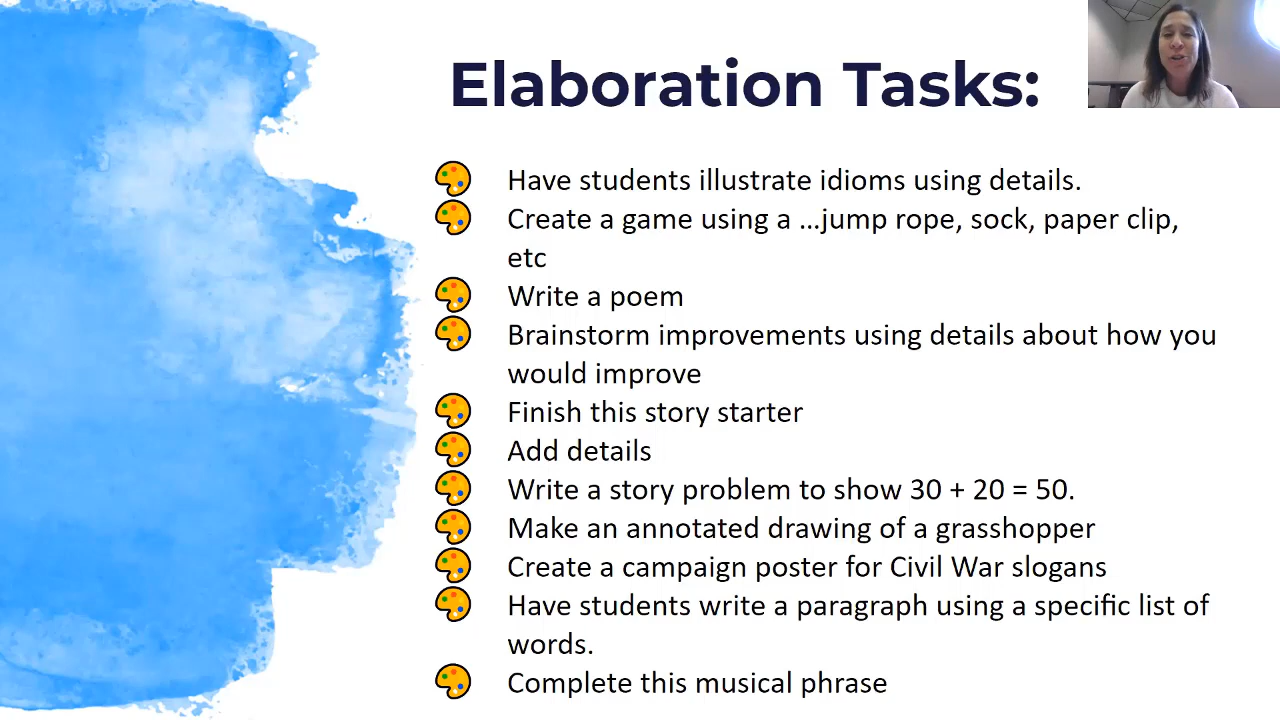 Elaboration Tasks:
Have students illustrate idioms using details.
Create a game using a ...jump rope, sock, paper clip,
etc
Write a poem
Brainstorm improvements using details about how you
would improve
Finish this story starter
Add details
Write a story problem to show 30 + 20 = 50.
Make an annotated drawing of a grasshopper
Create a campaign poster for Civil War slogans
Have students write a paragraph using a specific list of
words.
Complete this musical phrase